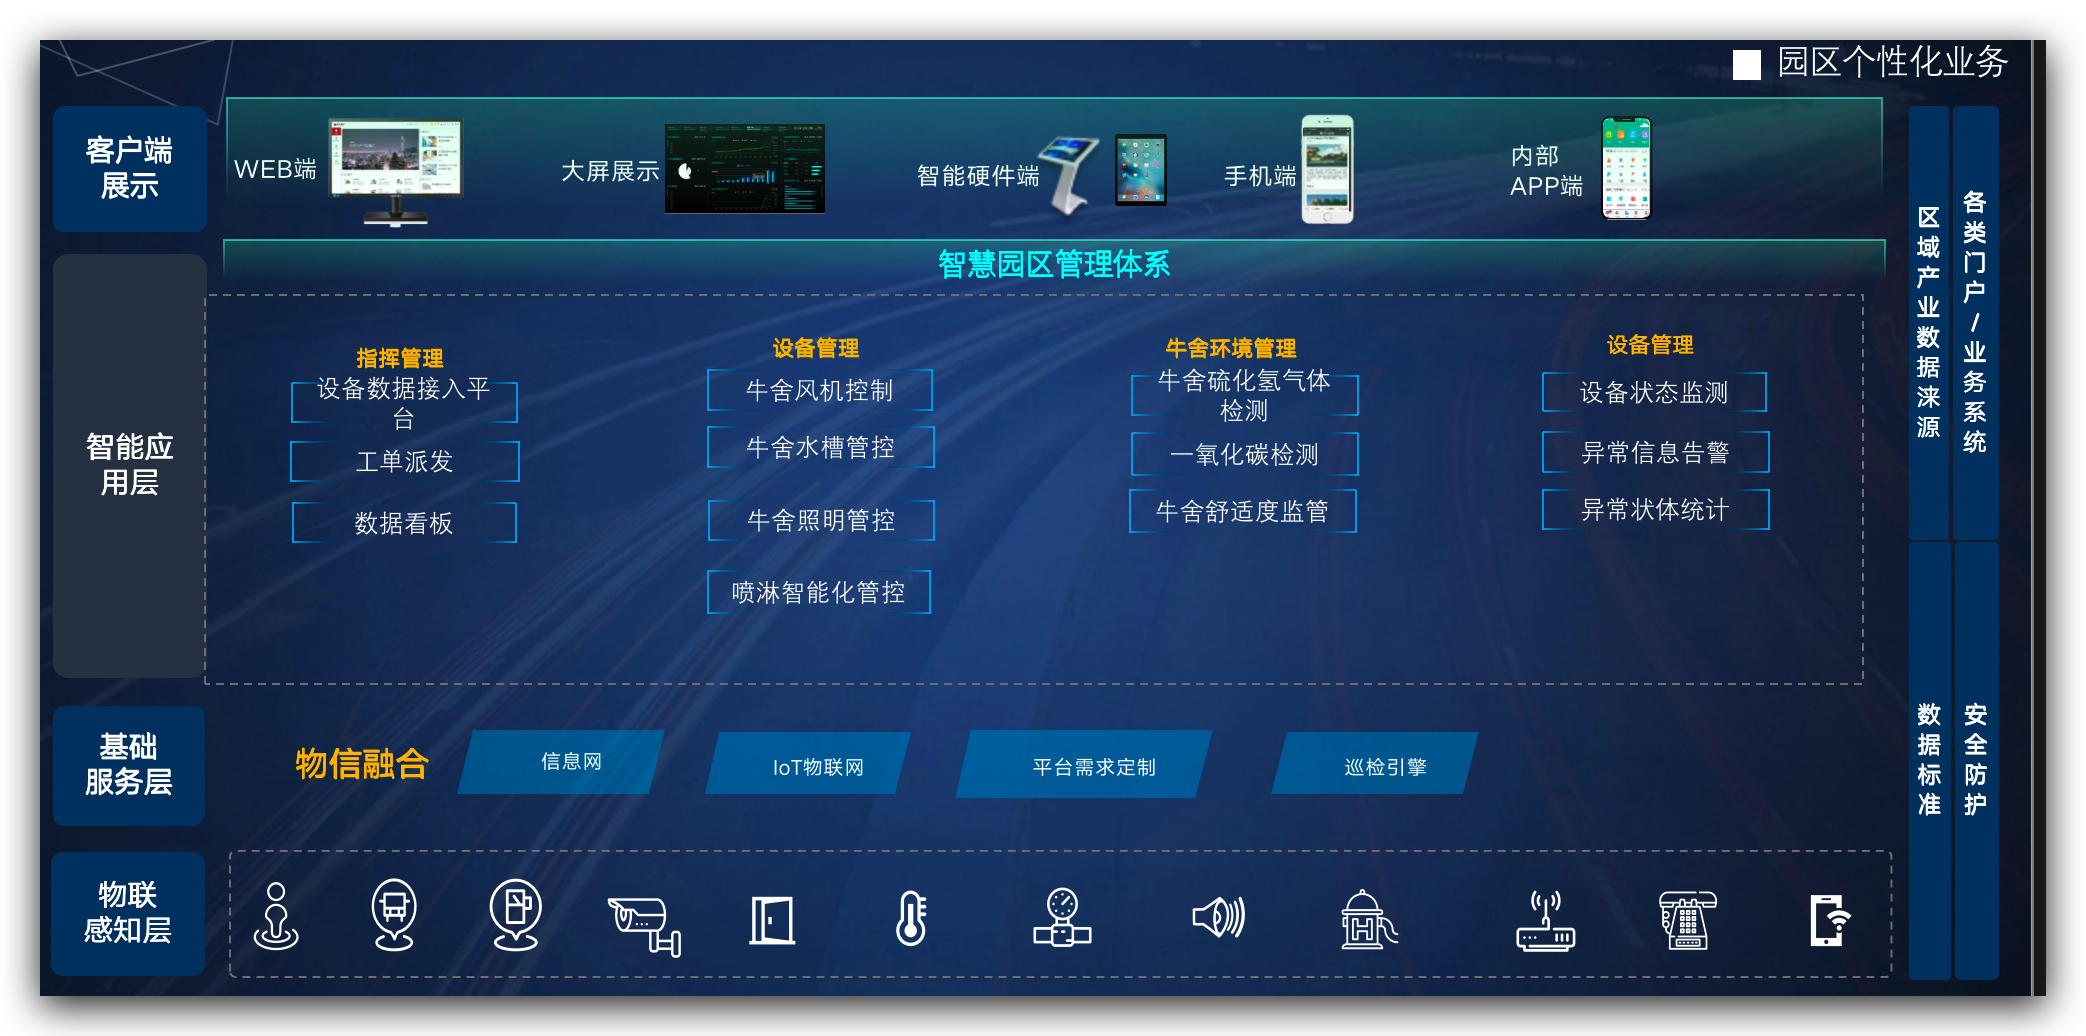 园区个性化业务
客户端
展示
WEB端
大屏展示
智能硬件端
手机端
内部
APP端
智慧园区管理体系
智能应
用层
指挥管理
设备数据接入平
台
工单派发
数据看板
设备管理
牛舍风机控制
牛舍水槽管控
牛舍照明管控
喷淋智能化管控
牛舍环境管理
牛舍硫化氢气体
检测
一氧化碳检测
牛舍舒适度监管
设备管理
设备状态监测
异常信息告警
异常状体统计
基础
服务层
物信融合
信息网
IoT物联网
平台需求定制
巡检引擎
物联
感知层
区域产业数据涞源
各类门户/业务系统
数据标准
安全防护